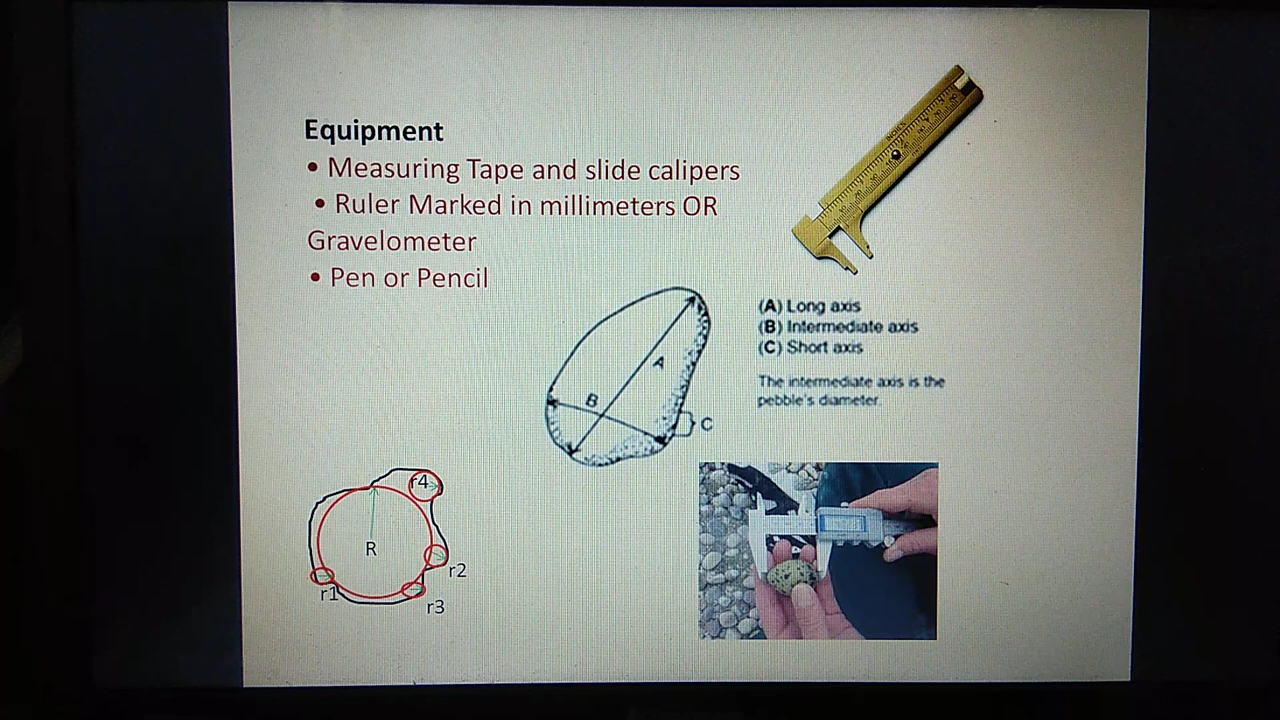 Equipment
• Measuring Tape and slide calipers
• Ruler Marked in millimeters OR
Gravelometer
• Pen or Pencil
(A) Long axis
(B) Intermediate axis
(C) Short axis
The intermediate axis is the
pebble's diameter.
A
B
C
r4
R
r2
r1
r3